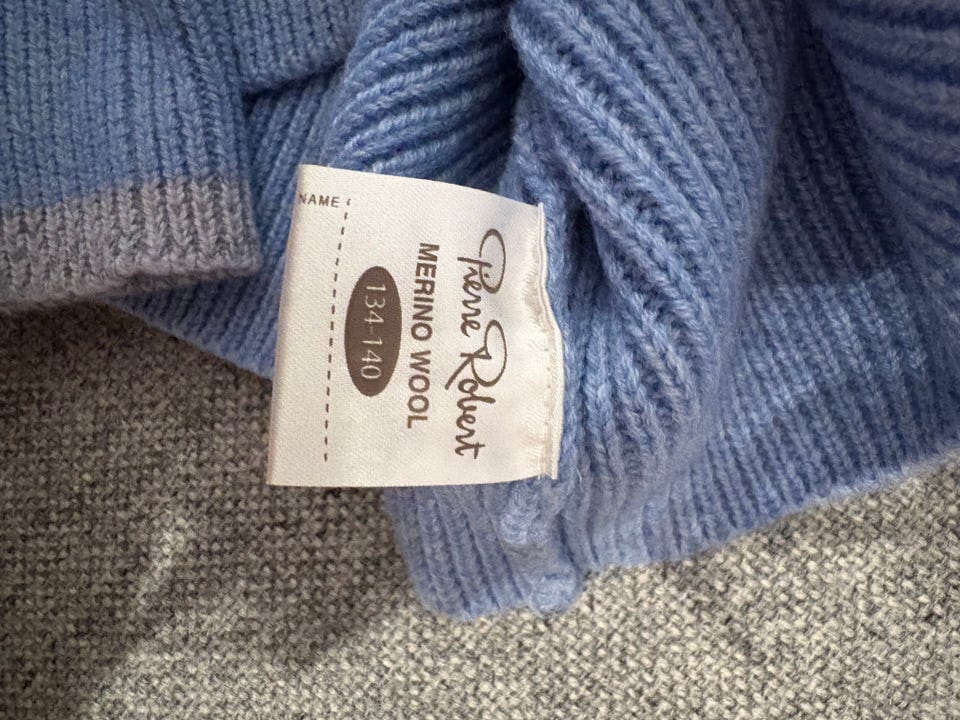 Pierre Robert
MERINO WOOL
134-140
NAME